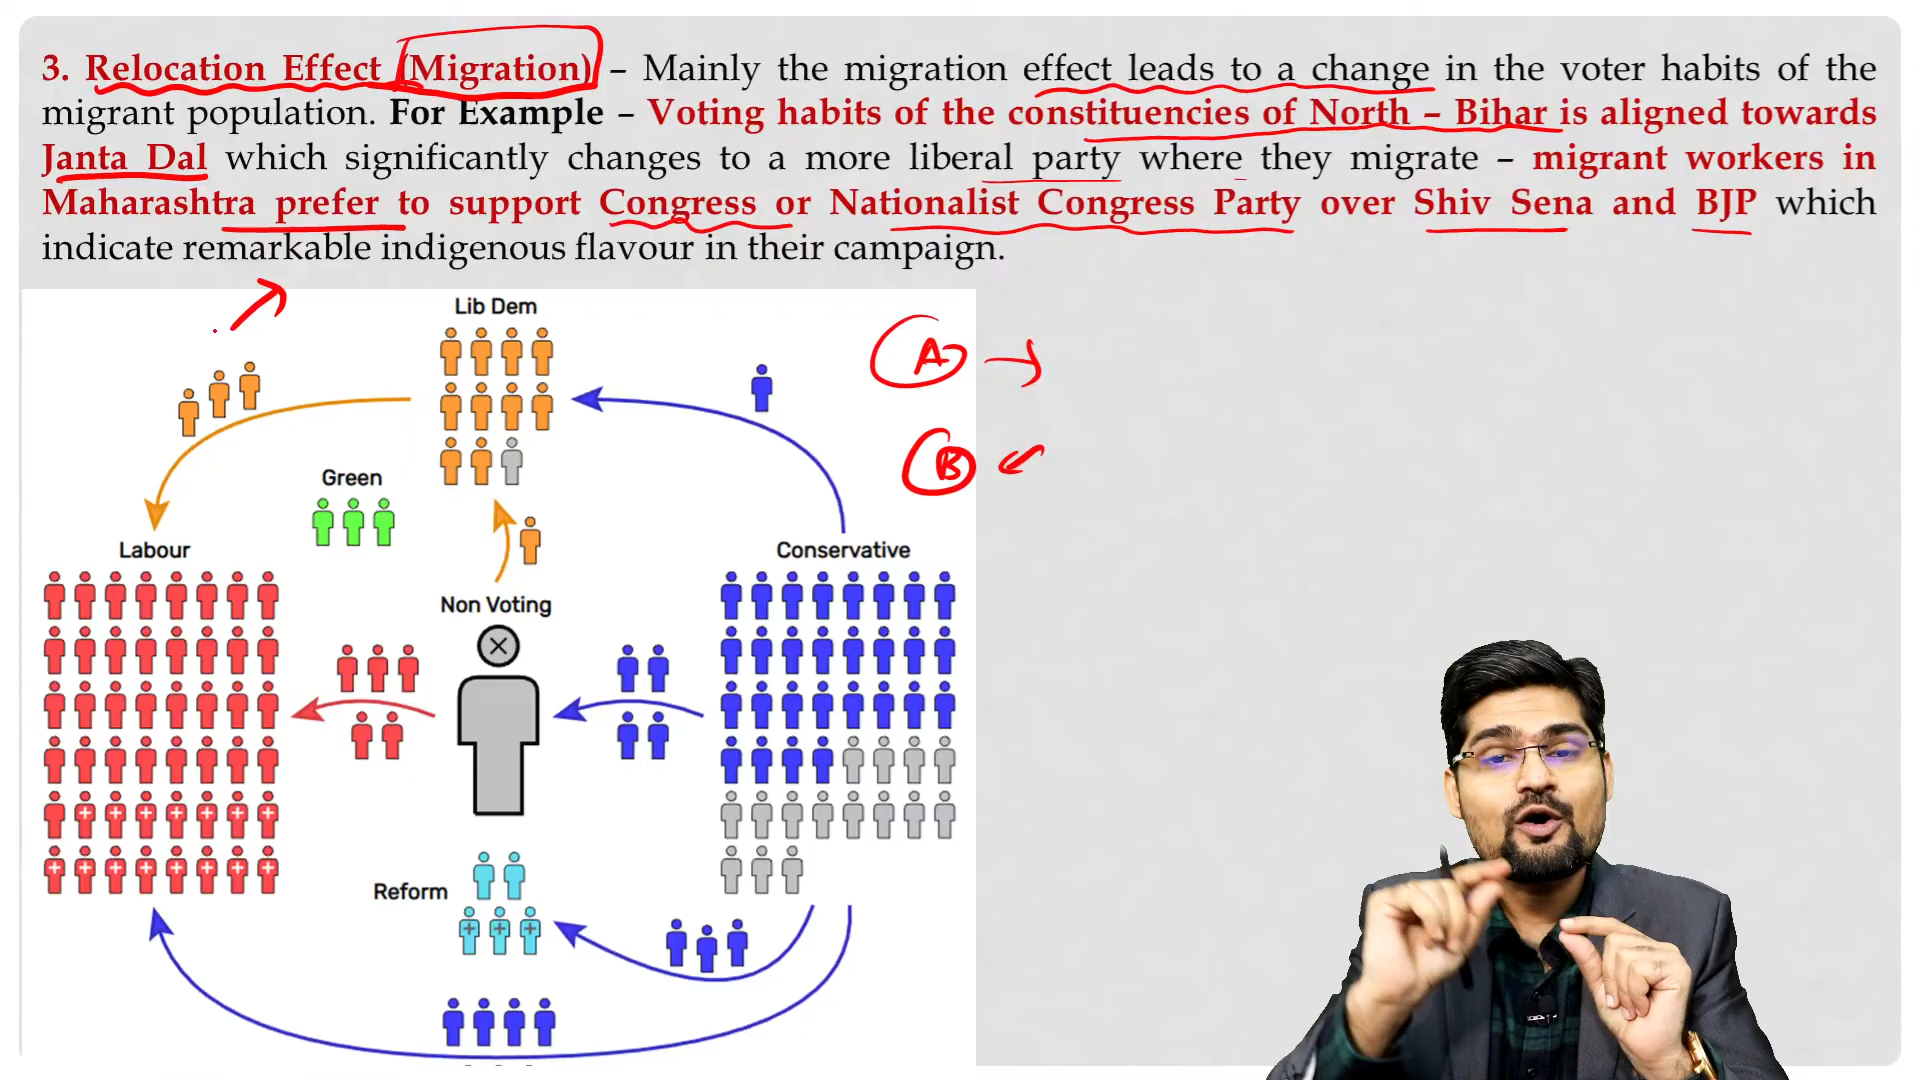 3. Relocation Effect (Migration) – Mainly the migration effect leads to a change in the voter habits of the
migrant population. For Example – Voting habits of the constituencies of North – Bihar is aligned towards
Janta Dal which significantly changes to a more liberal party where they migrate – migrant workers in
Maharashtra prefer to support Congress or Nationalist Congress Party over Shiv Sena and BJP which
indicate remarkable indigenous flavour in their campaign.
Lib Dem
A
B
Green
Labour
Conservative
Non Voting
Reform